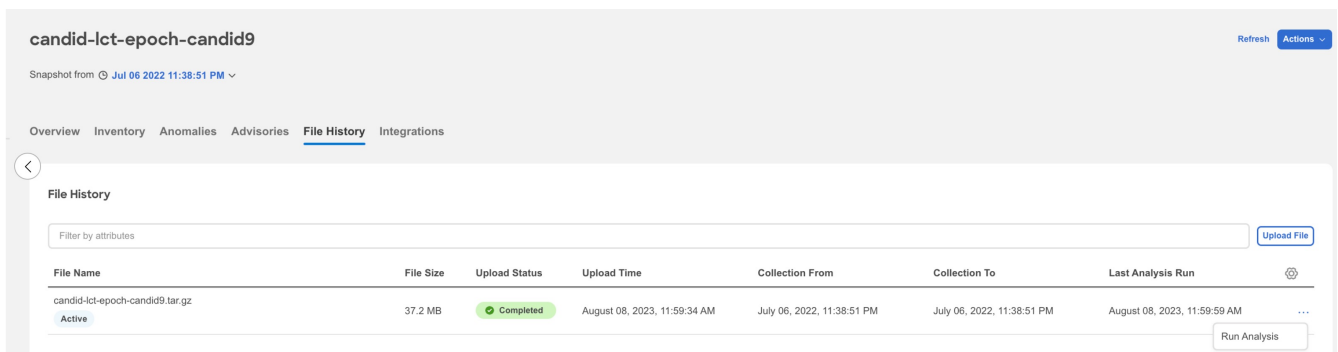 candid-lct-epoch-candid9
Refresh
Actions
Snapshot from Jul 06 2022 11:38:51 PM
Overview Inventory Anomalies Advisories File History Integrations
File History
Filter by attributes
Upload File
File Name File Size Upload Status Upload Time Collection From Collection To Last Analysis Run
candid-lct-epoch-candid9.tar.gz
Active
37.2 MB Completed August 08, 2023, 11:59:34 AM July 06, 2022, 11:38:51 PM July 06, 2022, 11:38:51 PM August 08, 2023, 11:59:59 AM ...
Run Analysis